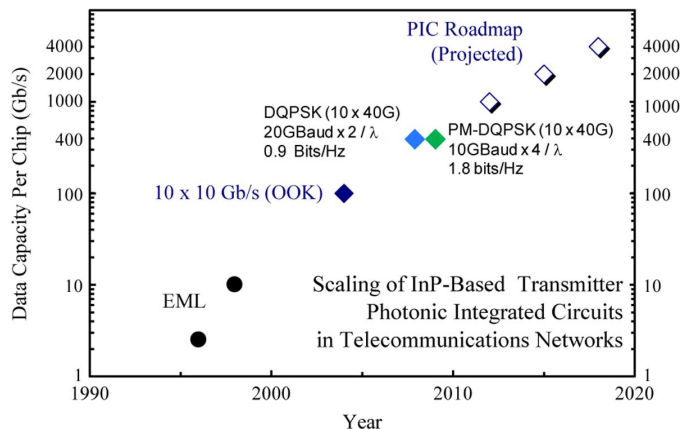 PIC Roadmap
(Projected)
4000
2000
1000
400
100
10
1
Data Capacity Per Chip (Gb/s)
DQPSK (10 x 40G)
20GBaud x 2 / λ
0.9 Bits/Hz
PM-DQPSK (10 x 40G)
10GBaud x 4 / λ
1.8 bits/Hz
10 x 10 Gb/s (OOK)
EML
Scaling of InP-Based Transmitter
Photonic Integrated Circuits
in Telecommunications Networks
4000
2000
1000
400
100
10
1
1990
2000
2010
2020
Year